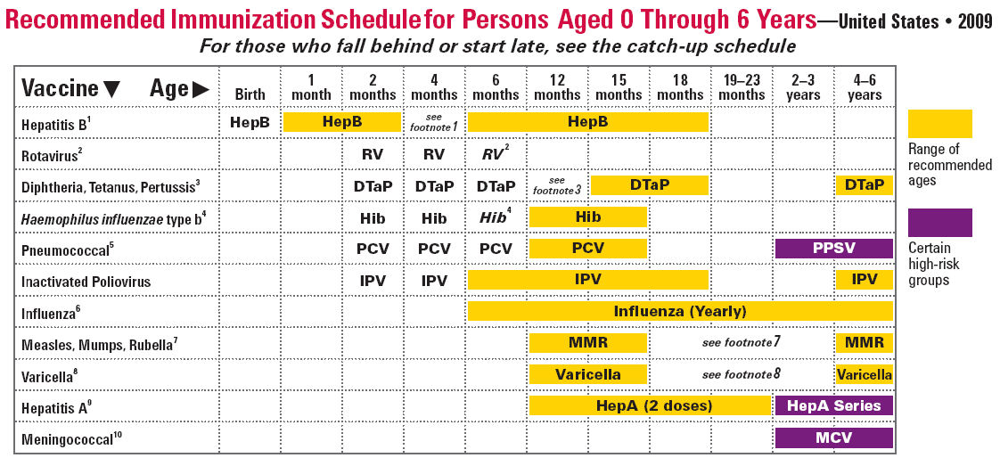 Recommended Immunization Schedule for Persons Aged 0 Through 6 Years—United States • 2009
For those who fall behind or start late, see the catch-up schedule
Vaccine ▼ Age ► Birth 1 month 2 months 4 months 6 months 12 months 15 months 18 months 19–23 months 2–3 years 4–6 years
Hepatitis B1 HepB HepB see footnote 1 HepB
Rotavirus2 RV RV RV2
Diphtheria, Tetanus, Pertussis3 DTaP DTaP DTaP see footnote 3 DTaP DTaP
Haemophilus influenzae type b4 Hib Hib Hib4 Hib
Pneumococcal5 PCV PCV PCV PCV PPSV
Inactivated Poliovirus IPV IPV IPV IPV
Influenza6 Influenza (Yearly)
Measles, Mumps, Rubella7 MMR see footnote 7 MMR
Varicella8 Varicella see footnote 8 Varicella
Hepatitis A9 HepA (2 doses) HepA Series
Meningococcal10 MCV
Range of
recommended
ages
Certain
high-risk
groups